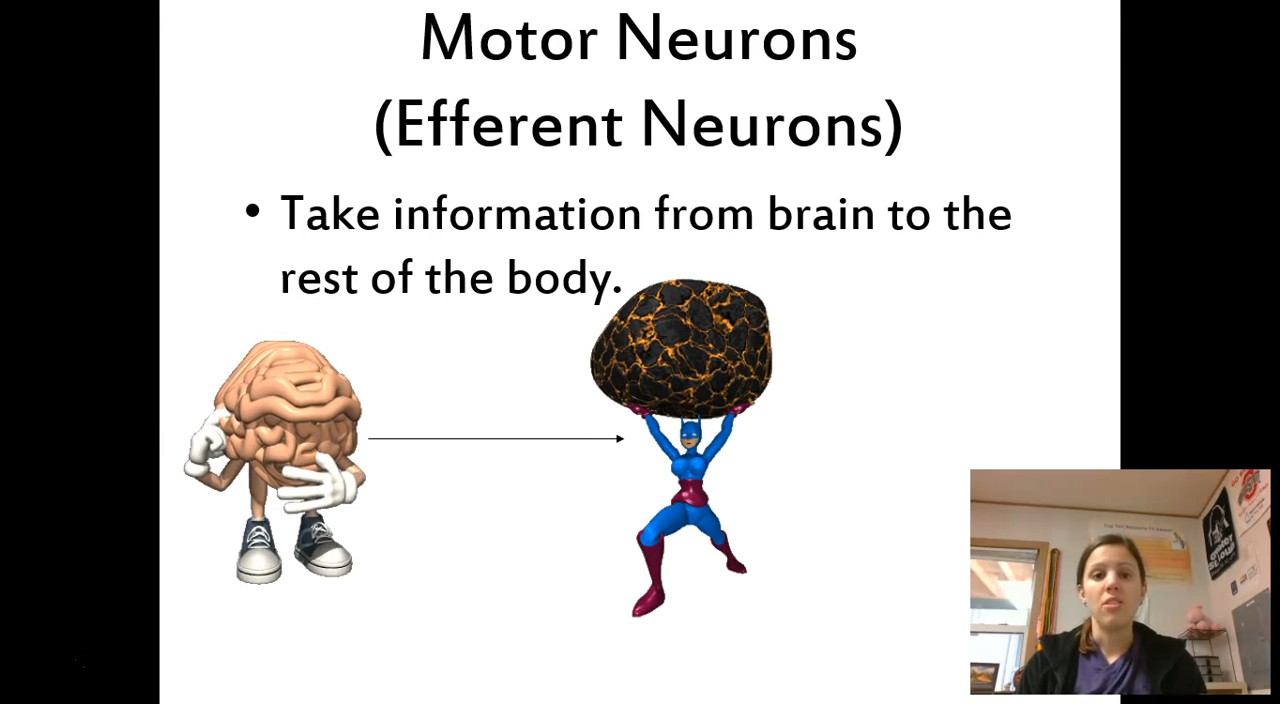 Motor Neurons
(Efferent Neurons)
• Take information from brain to the
rest of the body.